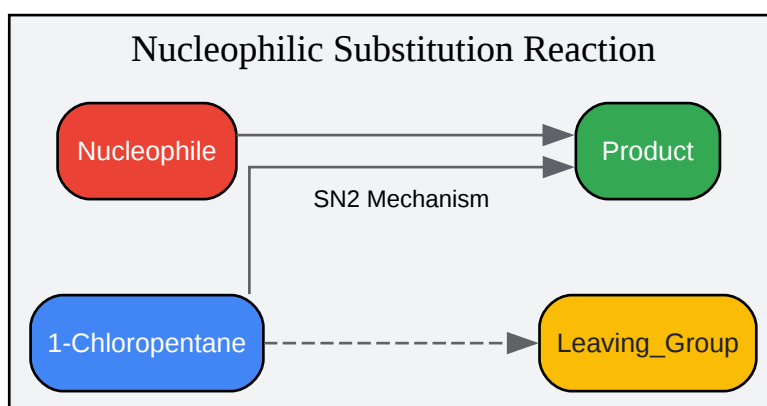 Nucleophilic Substitution Reaction
Nucleophile
Product
SN2 Mechanism
1-Chloropentane
Leaving_Group